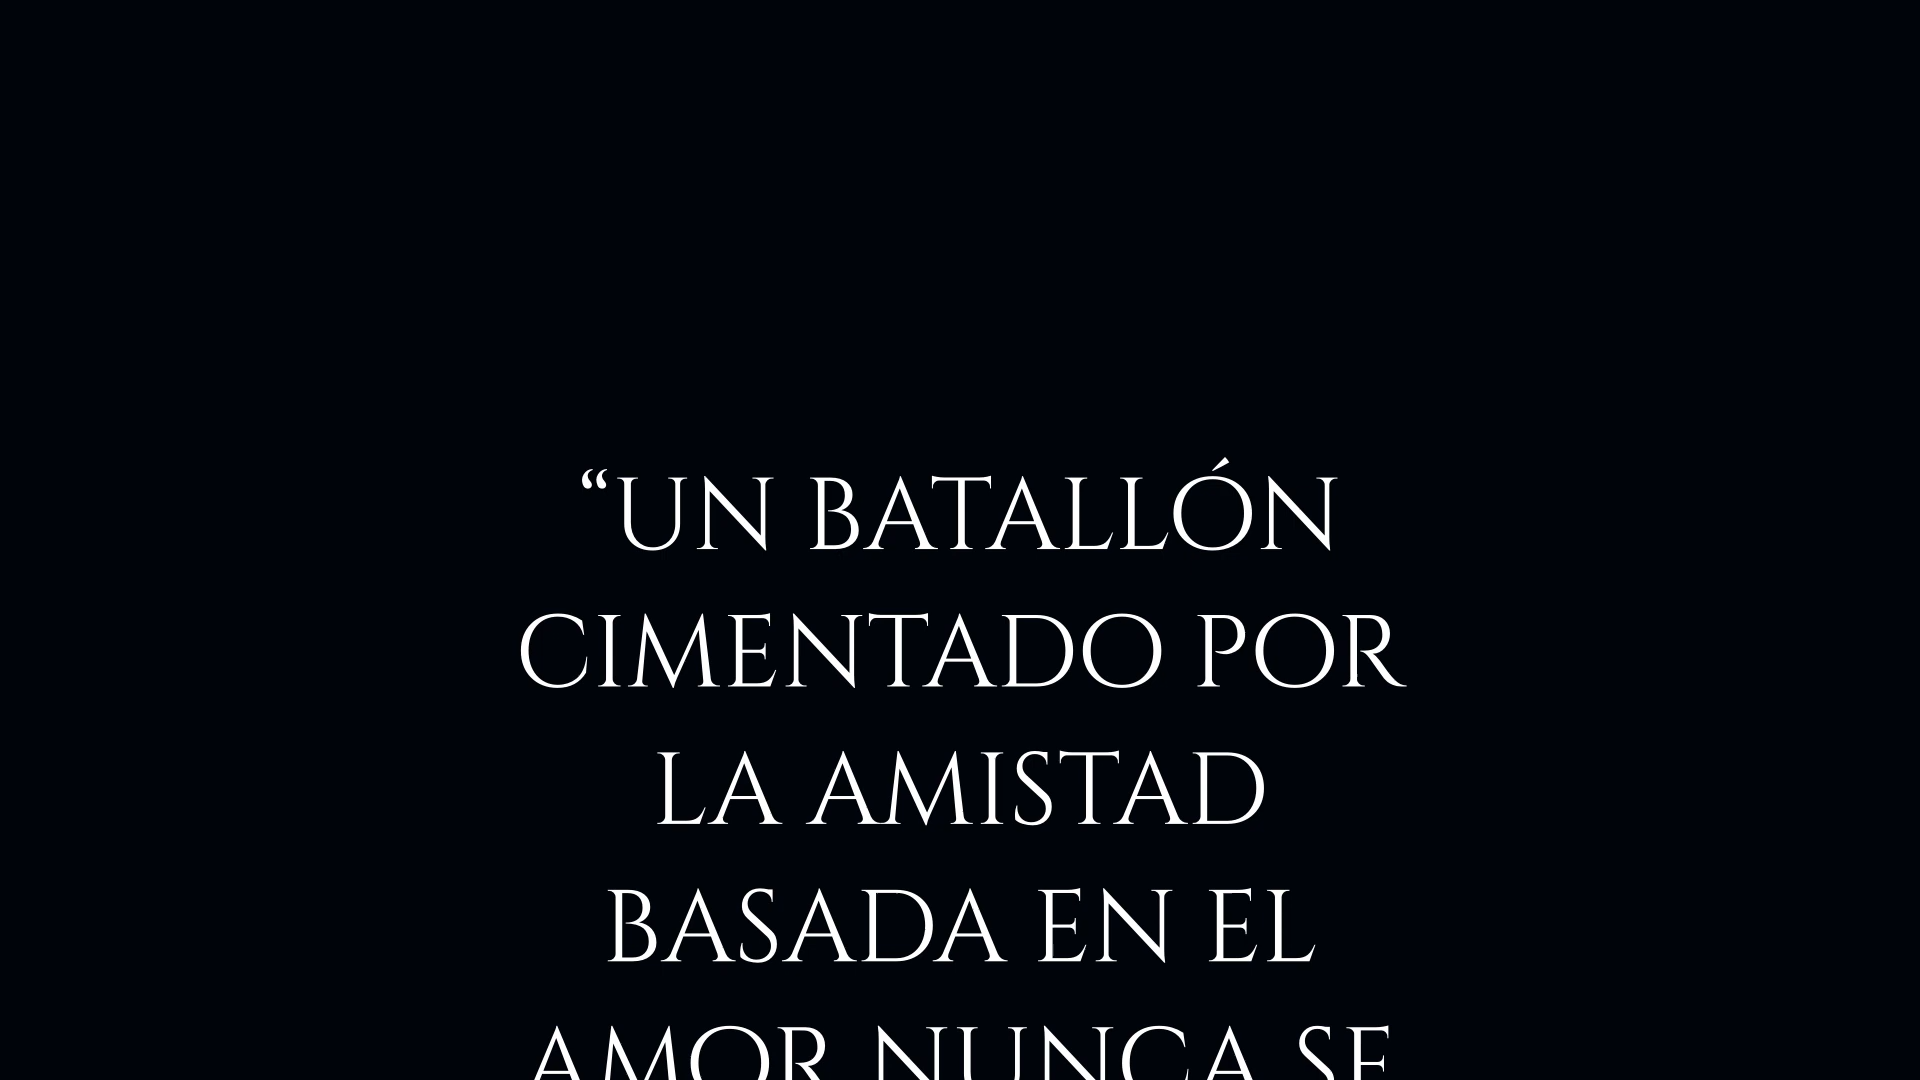 “UN BATALLÓN
CIMENTADO POR
LA AMISTAD
BASADA EN EL
AMOR NUNCA SE